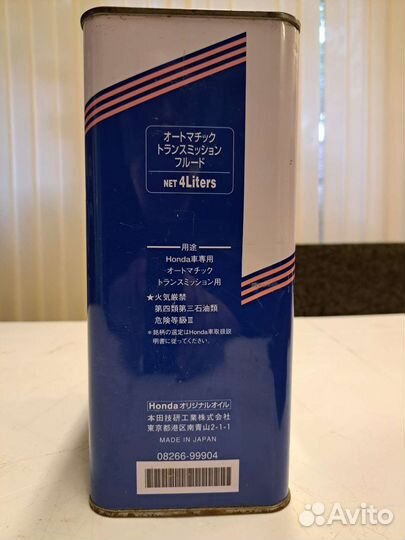 オートマチック
トランスミッション
フルード
NET 4Liters
用途
Honda車専用
オートマチック
トランスミッション用
★火気厳禁
第四類第三石油類
危険等級Ⅲ
＊銘柄の選定はHonda車取扱説
明書に従ってください。
Hondaオリジナルオイル
本田技研工業株式会社
東京都港区南青山2-1-1
MADE IN JAPAN
08266-99904
Avito